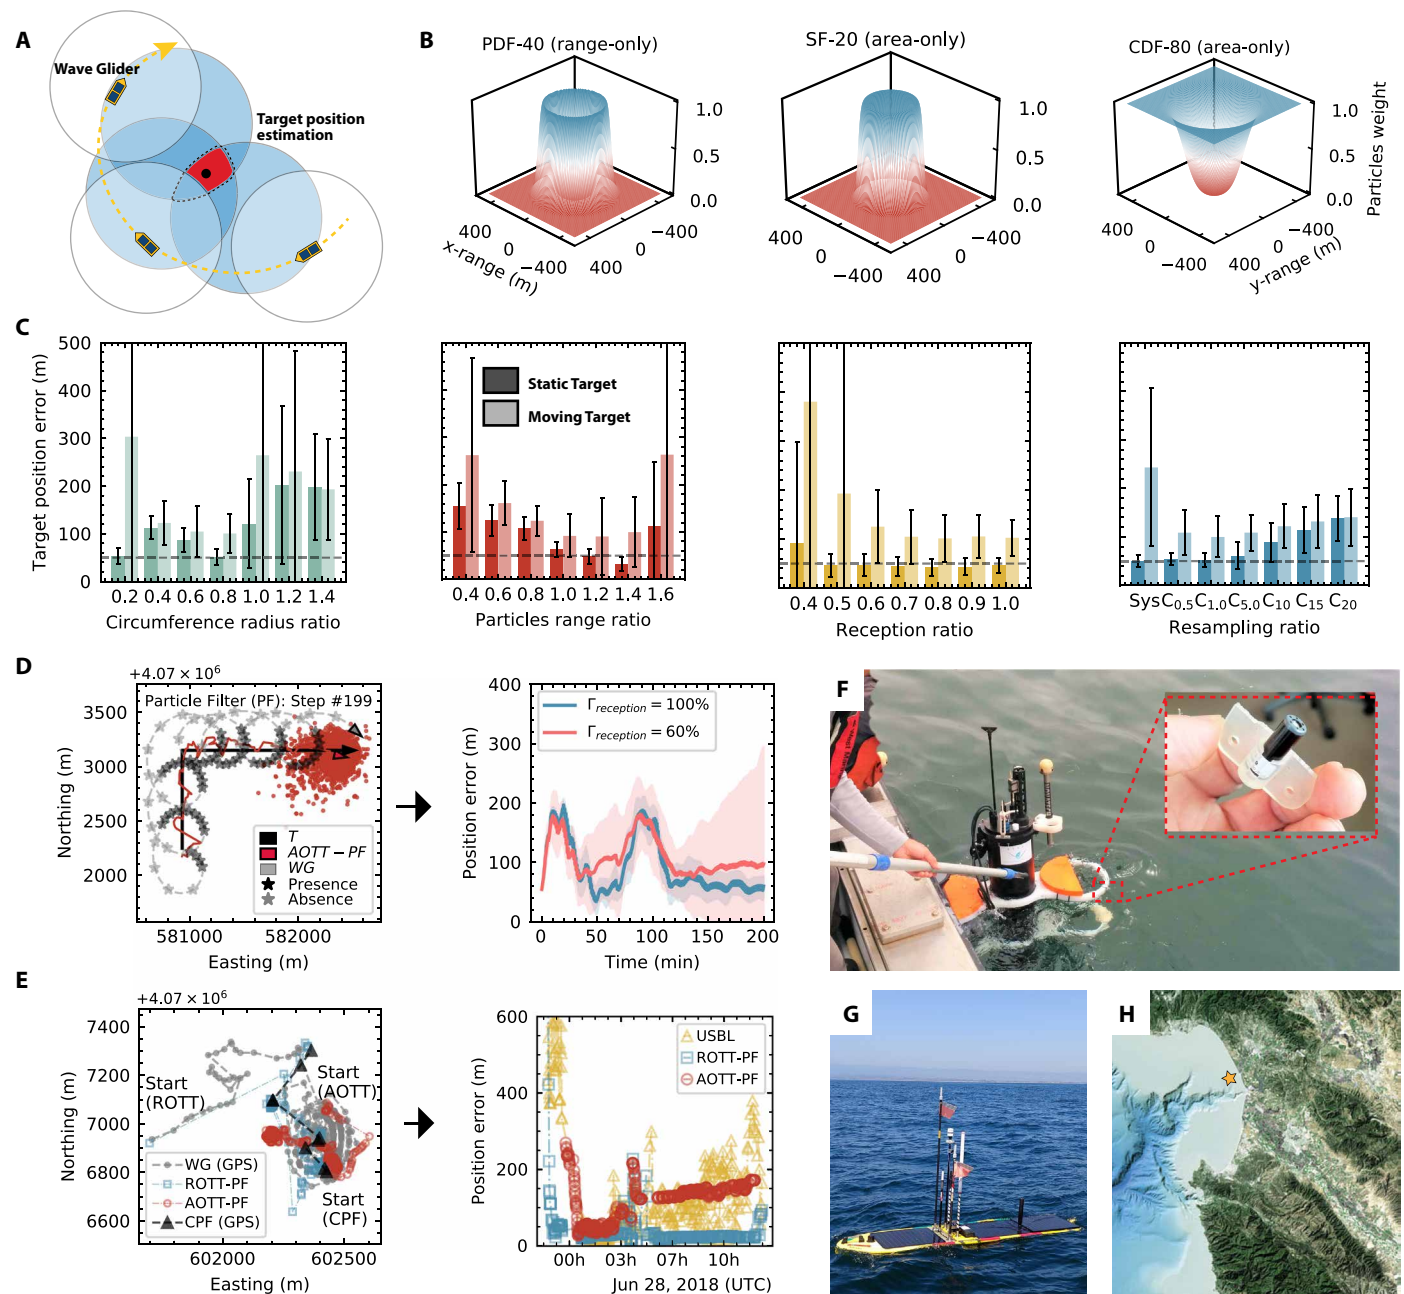 A
Wave Glider
Target position
estimation
B
PDF-40 (range-only)
SF-20 (area-only)
CDF-80 (area-only)
1.0
0.5
0.0
400
0
−400
400
0
−400
x-range (m)
1.0
0.5
0.0
400
0
−400
400
0
−400
1.0
0.5
0.0
400
0
−400
400
0
−400
y-range (m)
Particles weight
C
Target position error (m)
500
400
300
200
100
0
0.2 0.4 0.6 0.8 1.0 1.2 1.4
Circumference radius ratio
Static Target
Moving Target
0.4 0.6 0.8 1.0 1.2 1.4 1.6
Particles range ratio
0.4 0.5 0.6 0.7 0.8 0.9 1.0
Reception ratio
Sys C0.5 C1.0 C5.0 C10 C15 C20
Resampling ratio
D
+4.07 × 10⁶
Particle Filter (PF): Step #199
Northing (m)
3500
3000
2500
2000
T
AOTT − PF
WG
Presence
Absence
581000 582000
Easting (m)
Position error (m)
400
300
200
100
0
Γreception = 100%
Γreception = 60%
0 50 100 150 200
Time (min)
E
+4.07 × 10⁶
Northing (m)
7400
7200
7000
6800
6600
Start
(ROTT)
Start
(AOTT)
Start
(CPF)
WG (GPS)
ROTT-PF
AOTT-PF
CPF (GPS)
602000 602500
Easting (m)
Position error (m)
600
400
200
0
USBL
ROTT-PF
AOTT-PF
00h 03h 07h 10h
Jun 28, 2018 (UTC)
F
G
H